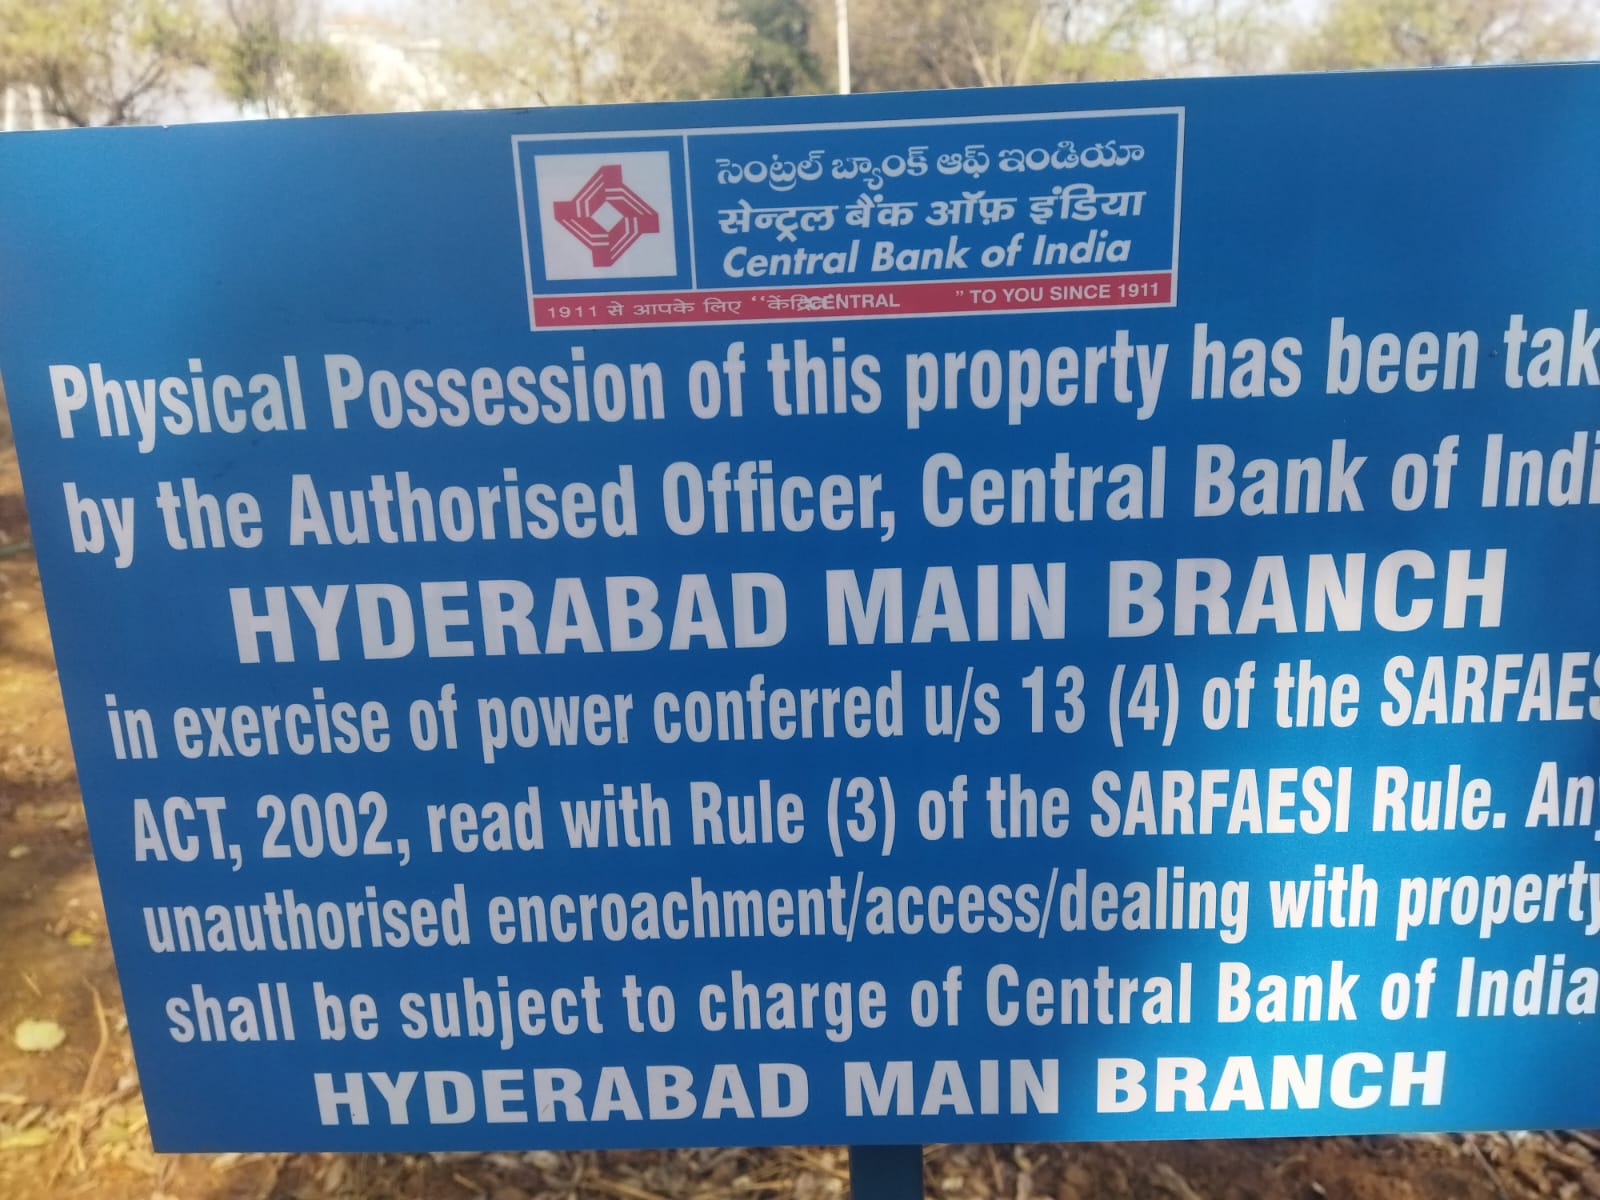 సెంట్రల్ బ్యాంక్ ఆఫ్ ఇండియా
सेन्ट्रल बैंक ऑफ़ इंडिया
Central Bank of India
1911 से आपके लिए “केंद्रित” CENTRAL ” TO YOU SINCE 1911
Physical Possession of this property has been tak
by the Authorised Officer, Central Bank of Indi
HYDERABAD MAIN BRANCH
in exercise of power conferred u/s 13 (4) of the SARFAES
ACT, 2002, read with Rule (3) of the SARFAESI Rule. Any
unauthorised encroachment/access/dealing with property
shall be subject to charge of Central Bank of India
HYDERABAD MAIN BRANCH